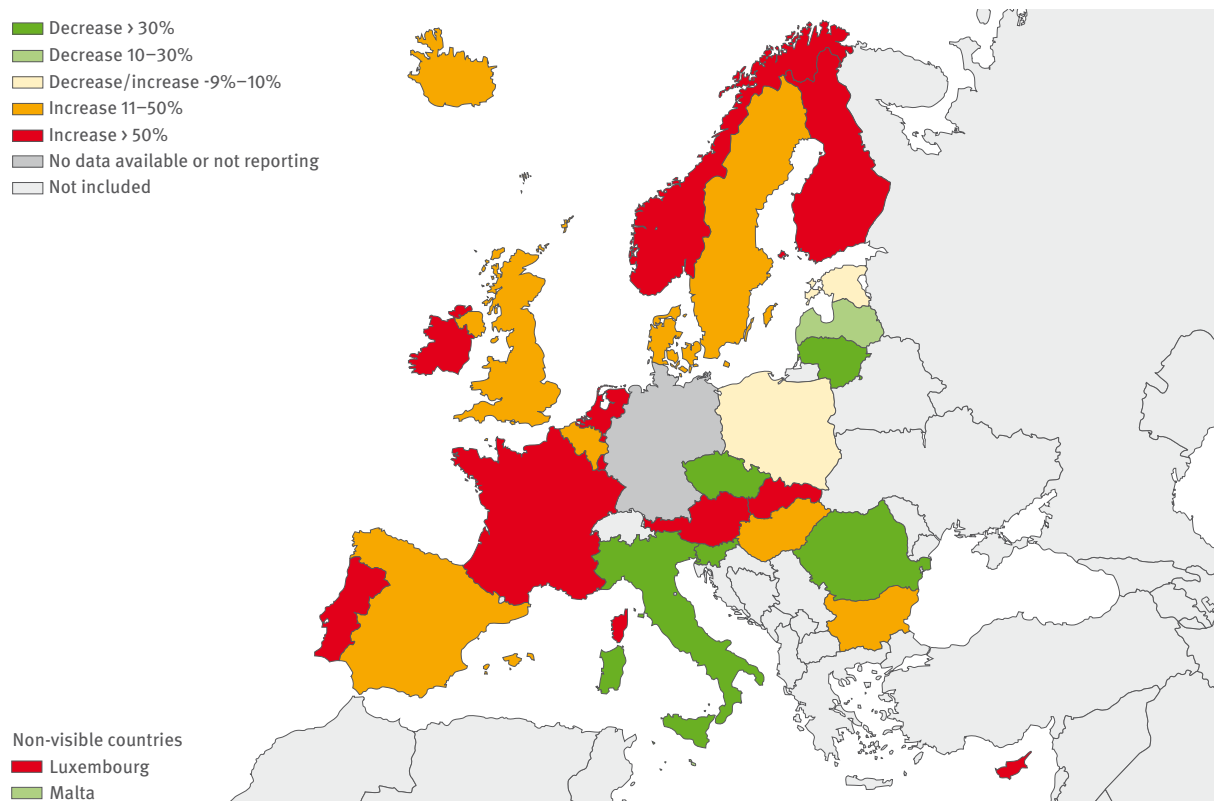 Decrease > 30%
Decrease 10–30%
Decrease/increase -9%–10%
Increase 11–50%
Increase > 50%
No data available or not reporting
Not included
Non-visible countries
Luxembourg
Malta